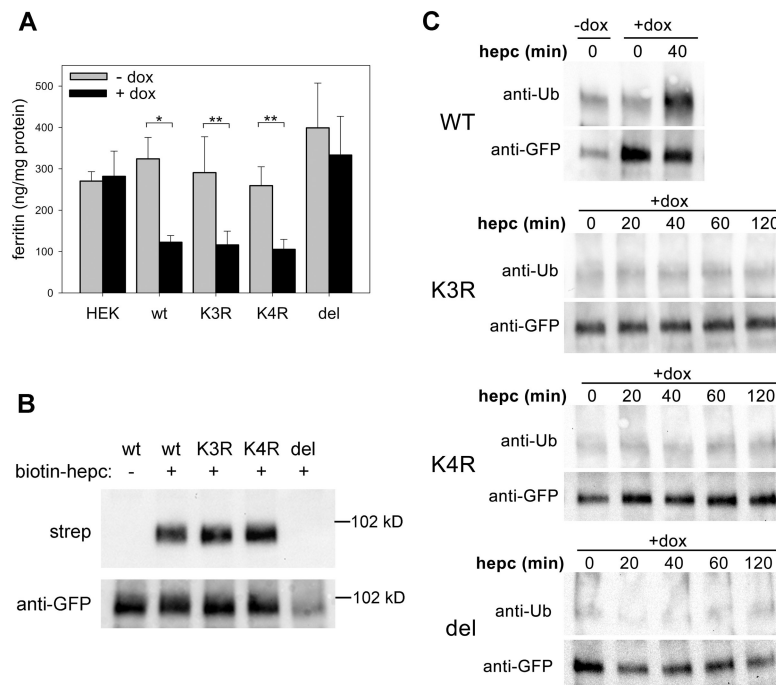 A
- dox
+ dox
500
400
300
200
100
0
ferritin (ng/mg protein)
*
**
**
HEK wt K3R K4R del
B
wt wt K3R K4R del
biotin-hepc: - + + + +
strep
102 kD
anti-GFP
102 kD
C
-dox +dox
hepc (min) 0 0 40
WT
anti-Ub
anti-GFP
+dox
hepc (min) 0 20 40 60 120
K3R
anti-Ub
anti-GFP
+dox
hepc (min) 0 20 40 60 120
K4R
anti-Ub
anti-GFP
+dox
hepc (min) 0 20 40 60 120
del
anti-Ub
anti-GFP